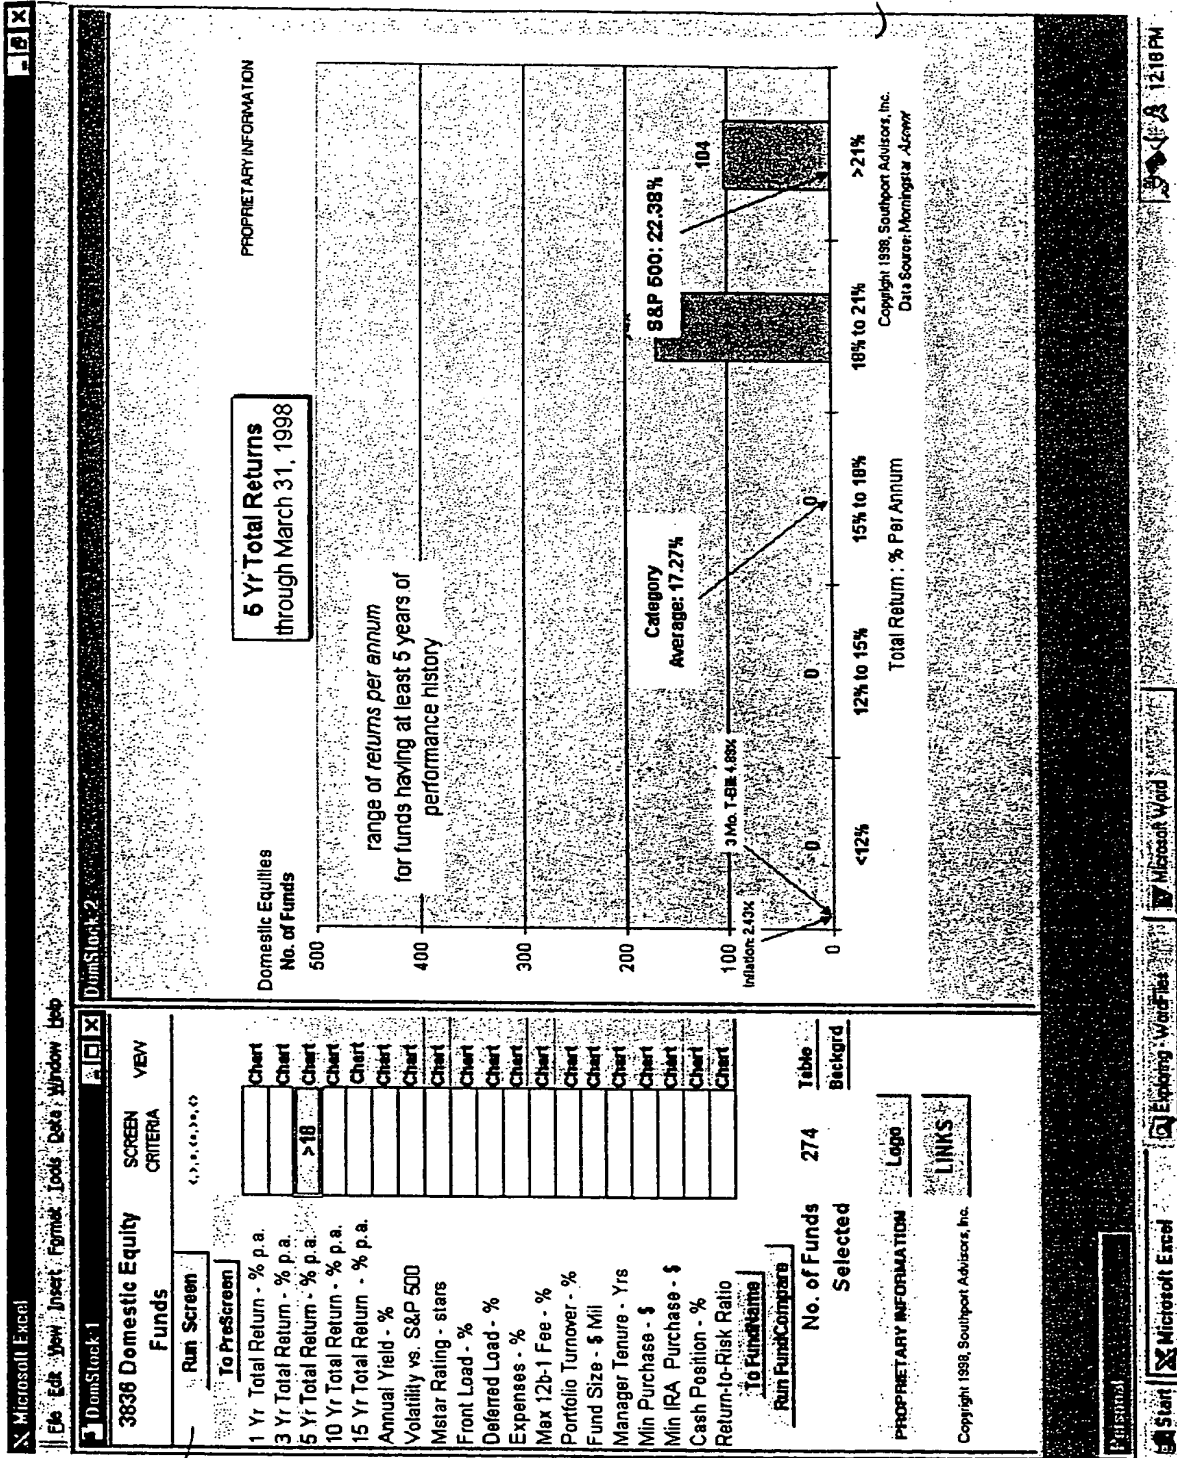 Microsoft Excel
File Edit View Insert Format Tools Data Window Help
DomStock:1
3836 Domestic Equity
Funds
SCREEN
CRITERIA
VIEW
Run Screen
<,>,=,<=,>=,<>
To PreScreen
1 Yr Total Return - % p.a. Chart
3 Yr Total Return - % p.a. Chart
5 Yr Total Return - % p.a. >18 Chart
10 Yr Total Return - % p.a. Chart
15 Yr Total Return - % p.a. Chart
Annual Yield - % Chart
Volatility vs. S&P 500 Chart
Mstar Rating - stars Chart
Front Load - % Chart
Deferred Load - % Chart
Expenses - % Chart
Max 12b-1 Fee - % Chart
Portfolio Turnover - % Chart
Fund Size - $ Mil Chart
Manager Tenure - Yrs Chart
Min Purchase - $ Chart
Min IRA Purchase - $ Chart
Cash Position - % Chart
Return-to-Risk Ratio Chart
To FundName
Run FundCompare
No. of Funds
Selected
274
Table
Backgrd
PROPRIETARY INFORMATION
Logo
LINKS
Copyright 1998, Southport Advisors, Inc.
DomStock:2
PROPRIETARY INFORMATION
5 Yr Total Returns
through March 31, 1998
Domestic Equities
No. of Funds
500
400
300
200
100
0
range of returns per annum
for funds having at least 5 years of
performance history
Inflation: 2.43%
3 Mo. T-Bill: 4.89%
Category
Average: 17.27%
S&P 500: 22.38%
0
0
0
104
<12%
12% to 15%
15% to 18%
18% to 21%
>21%
Total Return : % Per Annum
Copyright 1998, Southport Advisors, Inc.
Data Source: Morningstar Ascent
Start
Microsoft Excel
Exploring - WordFiles
Microsoft Word
12:18 PM